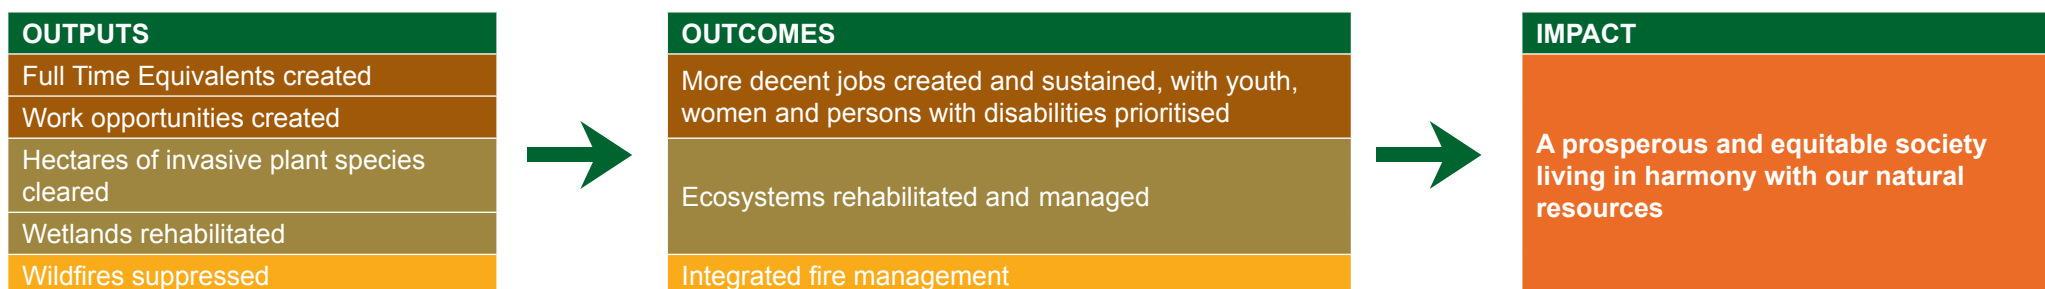 OUTPUTS
Full Time Equivalents created
Work opportunities created
Hectares of invasive plant species
cleared
Wetlands rehabilitated
Wildfires suppressed
OUTCOMES
More decent jobs created and sustained, with youth,
women and persons with disabilities prioritised
Ecosystems rehabilitated and managed
Integrated fire management
IMPACT
A prosperous and equitable society
living in harmony with our natural
resources